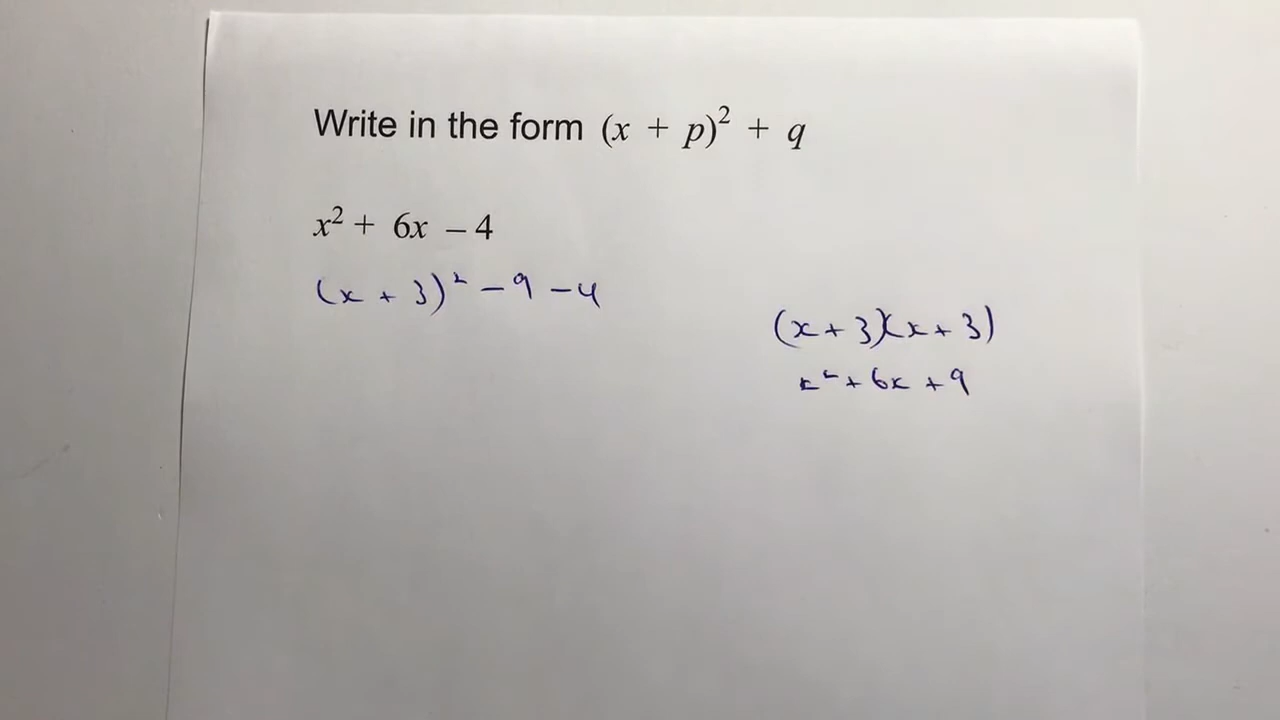 Write in the form (x + p)² + q
x² + 6x – 4
(x + 3)² – 9 – 4
(x + 3)(x + 3)
x² + 6x + 9